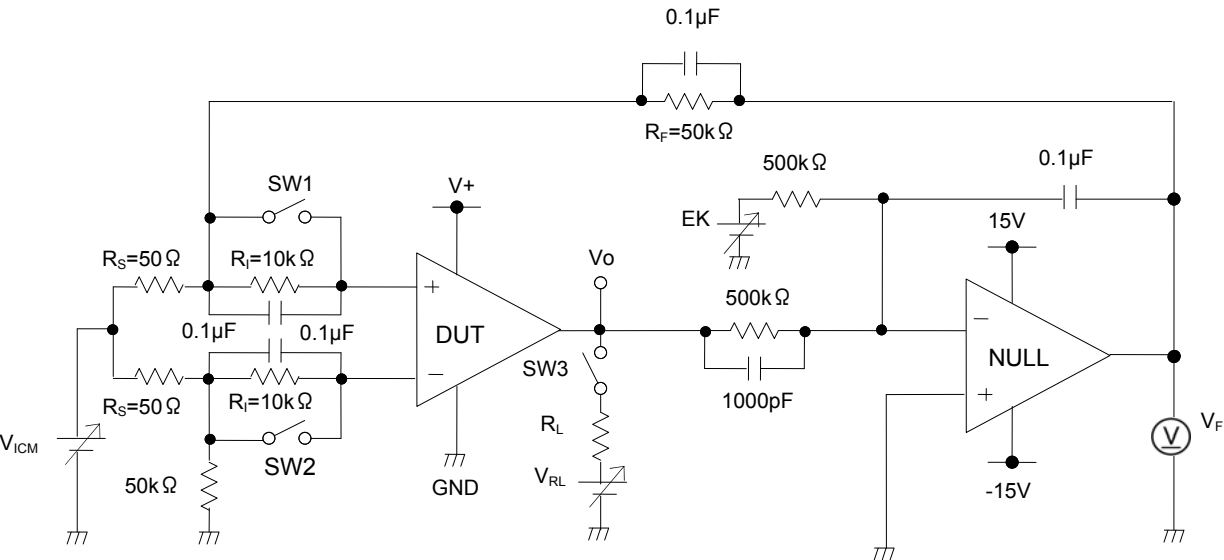 0.1μF
R_F=50kΩ
500kΩ
0.1μF
SW1
V+
EK
15V
R_S=50Ω
R_I=10kΩ
Vo
500kΩ
0.1μF
0.1μF
+
DUT
−
NULL
SW3
−
+
1000pF
R_S=50Ω
R_I=10kΩ
R_L
V_F
V
V_ICM
SW2
V_RL
50kΩ
GND
-15V